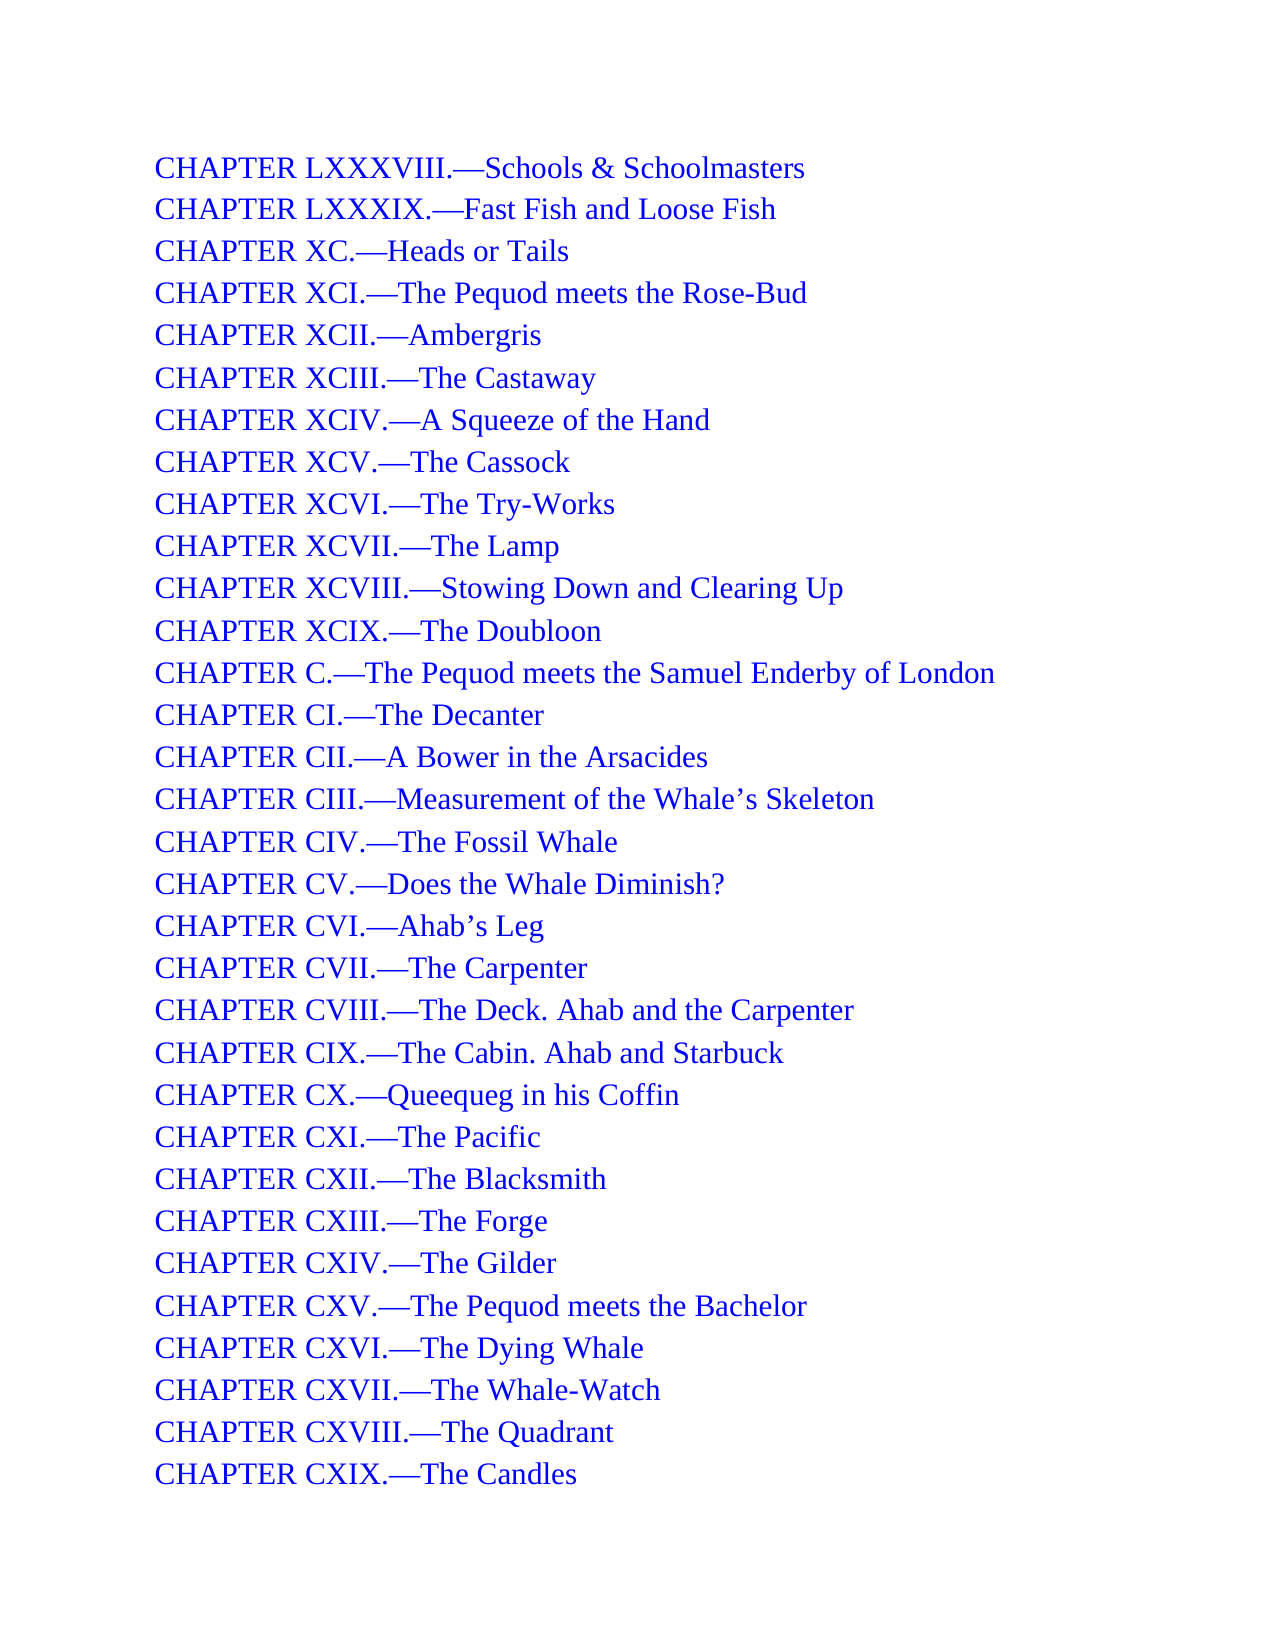 CHAPTER LXXXVIII.—Schools & Schoolmasters
CHAPTER LXXXIX.—Fast Fish and Loose Fish
CHAPTER XC.—Heads or Tails
CHAPTER XCI.—The Pequod meets the Rose-Bud
CHAPTER XCII.—Ambergris
CHAPTER XCIII.—The Castaway
CHAPTER XCIV.—A Squeeze of the Hand
CHAPTER XCV.—The Cassock
CHAPTER XCVI.—The Try-Works
CHAPTER XCVII.—The Lamp
CHAPTER XCVIII.—Stowing Down and Clearing Up
CHAPTER XCIX.—The Doubloon
CHAPTER C.—The Pequod meets the Samuel Enderby of London
CHAPTER CI.—The Decanter
CHAPTER CII.—A Bower in the Arsacides
CHAPTER CIII.—Measurement of the Whale’s Skeleton
CHAPTER CIV.—The Fossil Whale
CHAPTER CV.—Does the Whale Diminish?
CHAPTER CVI.—Ahab’s Leg
CHAPTER CVII.—The Carpenter
CHAPTER CVIII.—The Deck. Ahab and the Carpenter
CHAPTER CIX.—The Cabin. Ahab and Starbuck
CHAPTER CX.—Queequeg in his Coffin
CHAPTER CXI.—The Pacific
CHAPTER CXII.—The Blacksmith
CHAPTER CXIII.—The Forge
CHAPTER CXIV.—The Gilder
CHAPTER CXV.—The Pequod meets the Bachelor
CHAPTER CXVI.—The Dying Whale
CHAPTER CXVII.—The Whale-Watch
CHAPTER CXVIII.—The Quadrant
CHAPTER CXIX.—The Candles